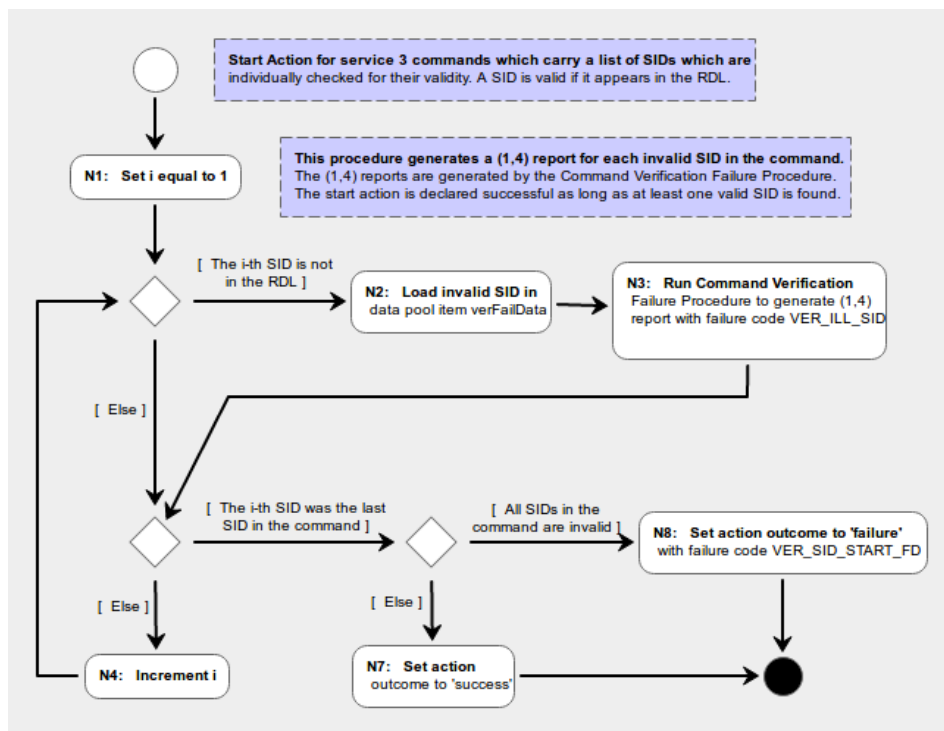 Start Action for service 3 commands which carry a list of SIDs which are
individually checked for their validity. A SID is valid if it appears in the RDL.
This procedure generates a (1,4) report for each invalid SID in the command.
The (1,4) reports are generated by the Command Verification Failure Procedure.
The start action is declared successful as long as at least one valid SID is found.
N1: Set i equal to 1
[ The i-th SID is not
in the RDL ]
N2: Load invalid SID in
data pool item verFailData
N3: Run Command Verification
Failure Procedure to generate (1,4)
report with failure code VER_ILL_SID
[ Else ]
[ The i-th SID was the last
SID in the command ]
[ All SIDs in the
command are invalid ]
N8: Set action outcome to 'failure'
with failure code VER_SID_START_FD
[ Else ]
[ Else ]
N4: Increment i
N7: Set action
outcome to 'success'